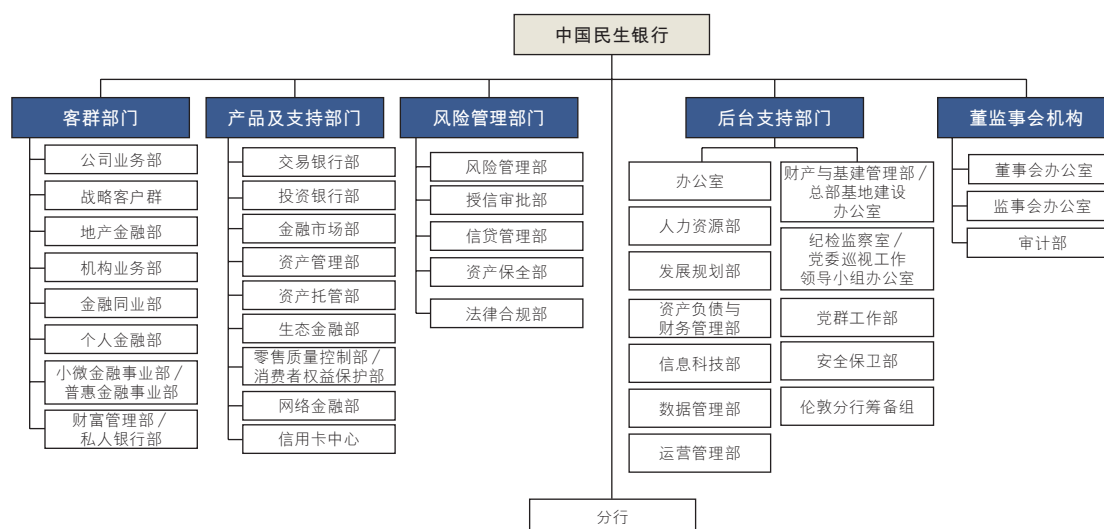 中国民生银行
客群部门
公司业务部
战略客户群
地产金融部
机构业务部
金融同业部
个人金融部
小微金融事业部/
普惠金融事业部
财富管理部/
私人银行部
产品及支持部门
交易银行部
投资银行部
金融市场部
资产管理部
资产托管部
生态金融部
零售质量控制部/
消费者权益保护部
网络金融部
信用卡中心
风险管理部门
风险管理部
授信审批部
信贷管理部
资产保全部
法律合规部
后台支持部门
办公室
人力资源部
发展规划部
资产负债与
财务管理部
信息科技部
数据管理部
运营管理部
财产与基建管理部/
总部基地建设
办公室
纪检监察室/
党委巡视工作
领导小组办公室
党群工作部
安全保卫部
伦敦分行筹备组
董监事会机构
董事会办公室
监事会办公室
审计部
分行